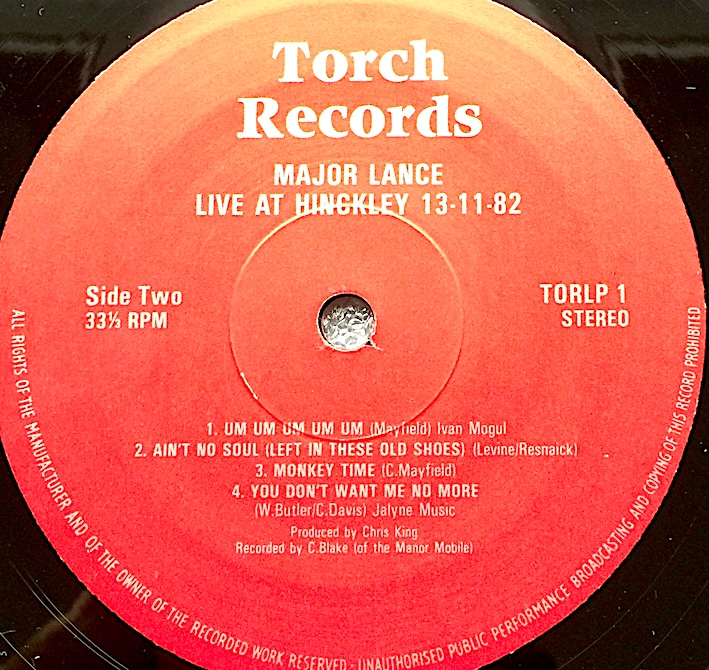 Torch
Records
MAJOR LANCE
LIVE AT HINCKLEY 13-11-82
Side Two
33⅓ RPM
TORLP 1
STEREO
1. UM UM UM UM UM (Mayfield) Ivan Mogul
2. AIN'T NO SOUL (LEFT IN THESE OLD SHOES) (Levine/Resnaick)
3. MONKEY TIME (C.Mayfield)
4. YOU DON'T WANT ME NO MORE
(W.Butler/C.Davis) Jalyne Music
Produced by Chris King
Recorded by C.Blake (of the Manor Mobile)
ALL RIGHTS OF THE MANUFACTURER AND OF THE OWNER OF THE RECORDED WORK RESERVED - UNAUTHORISED PUBLIC PERFORMANCE BROADCASTING AND COPYING OF THIS RECORD PROHIBITED